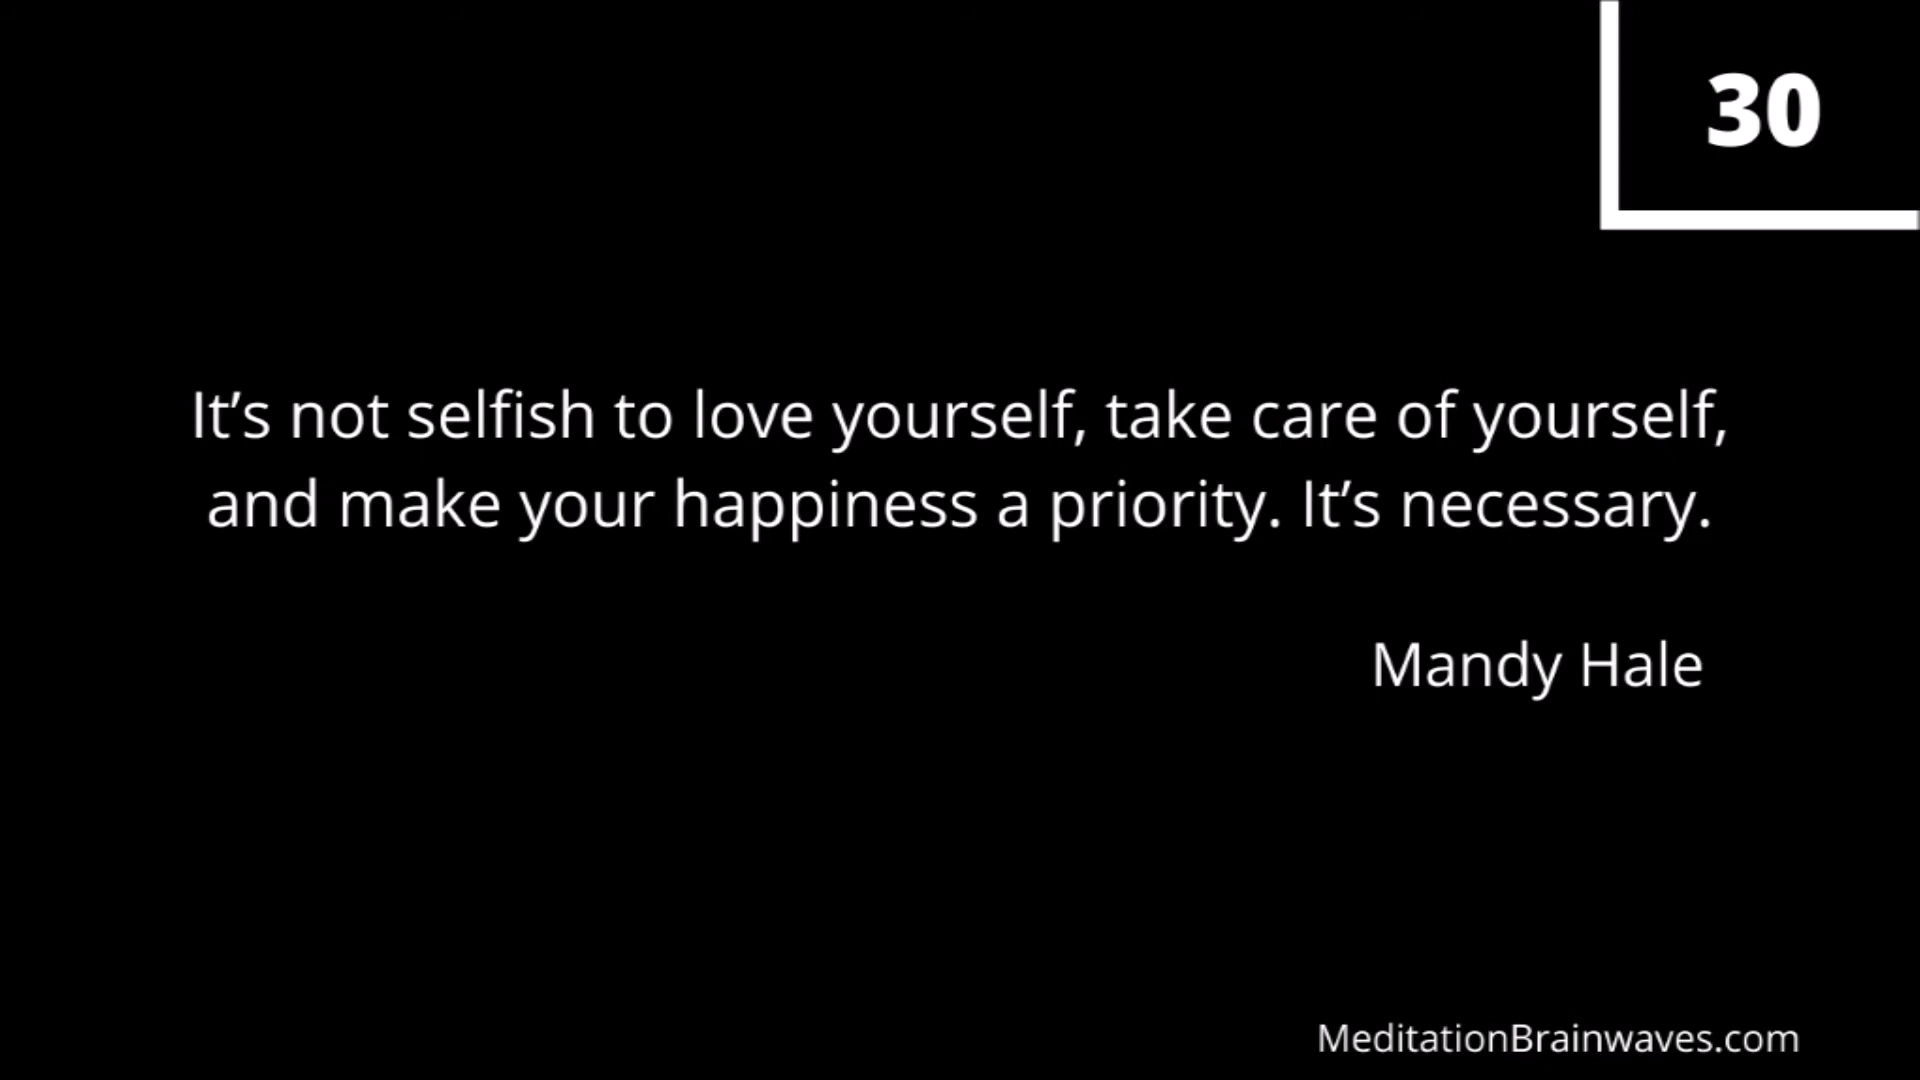 30
It’s not selfish to love yourself, take care of yourself,
and make your happiness a priority. It’s necessary.
Mandy Hale
MeditationBrainwaves.com